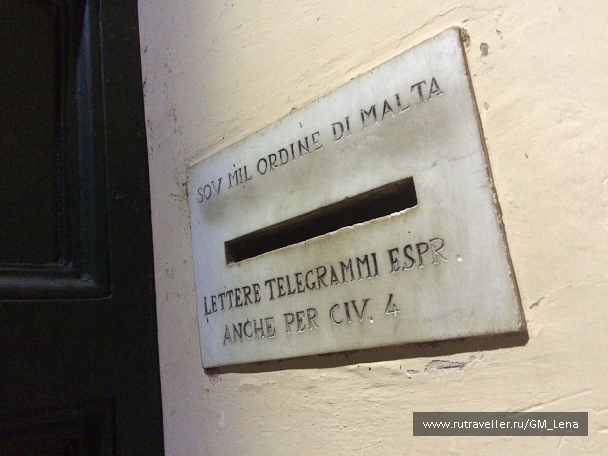 SOV MIL ORDINE DI MALTA
LETTERE TELEGRAMMI ESPR.
ANCHE PER CIV. 4
www.rutraveller.ru/GM_Lena